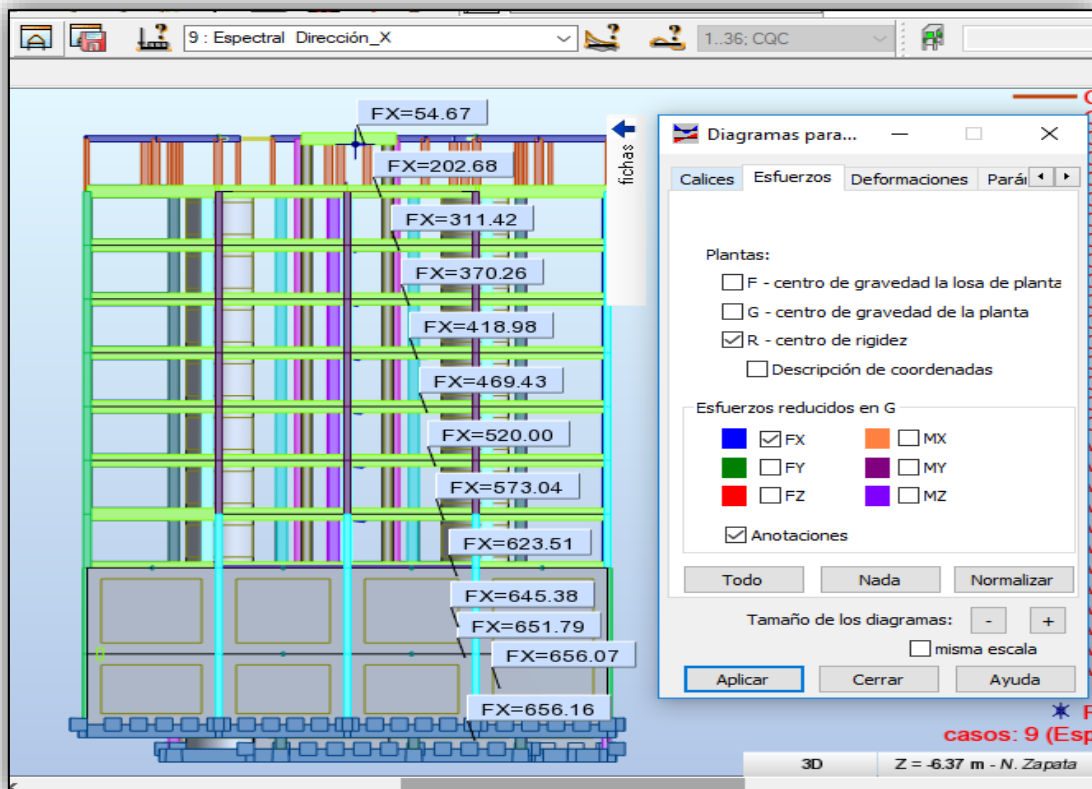 9 : Espectral Dirección_X
1..36; CQC
FX=54.67
FX=202.68
FX=311.42
FX=370.26
FX=418.98
FX=469.43
FX=520.00
FX=573.04
FX=623.51
FX=645.38
FX=651.79
FX=656.07
FX=656.16
fichas
Diagramas para...
Calices Esfuerzos Deformaciones
Plantas:
F - centro de gravedad la losa de planta
G - centro de gravedad de la planta
R - centro de rigidez
Descripción de coordenadas
Esfuerzos reducidos en G
FX MX
FY MY
FZ MZ
Anotaciones
Todo Nada Normalizar
Tamaño de los diagramas: - +
misma escala
Aplicar Cerrar Ayuda
casos: 9 (Esp
3D Z = -6.37 m - N. Zapata